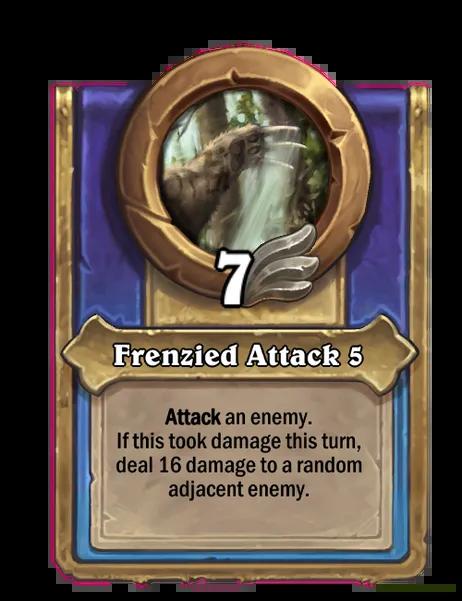 7
Frenzied Attack 5
Attack an enemy.
If this took damage this turn,
deal 16 damage to a random
adjacent enemy.